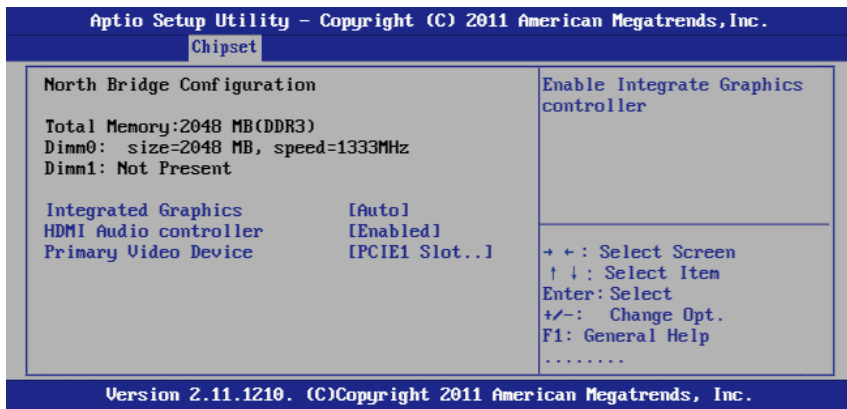 Aptio Setup Utility – Copyright (C) 2011 American Megatrends,Inc.
Chipset
North Bridge Configuration
Total Memory:2048 MB(DDR3)
Dimm0: size=2048 MB, speed=1333MHz
Dimm1: Not Present
Integrated Graphics [Auto]
HDMI Audio controller [Enabled]
Primary Video Device [PCIE1 Slot..]
Enable Integrate Graphics
controller
→ ←: Select Screen
↑ ↓: Select Item
Enter: Select
+/-: Change Opt.
F1: General Help
........
Version 2.11.1210. (C)Copyright 2011 American Megatrends, Inc.